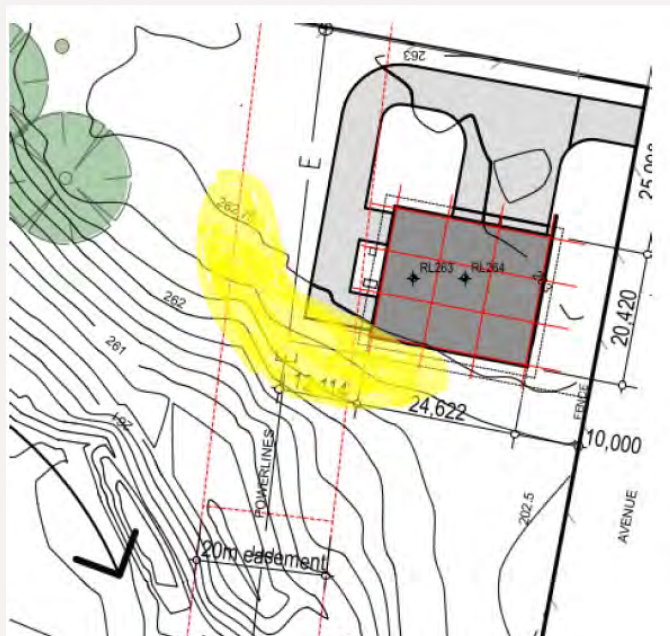 263
E
25,098
262.75
RL263
RL264
262
261
20,420
24,622
FENCE
10,000
POWERLINES
202.5
AVENUE
20m easement